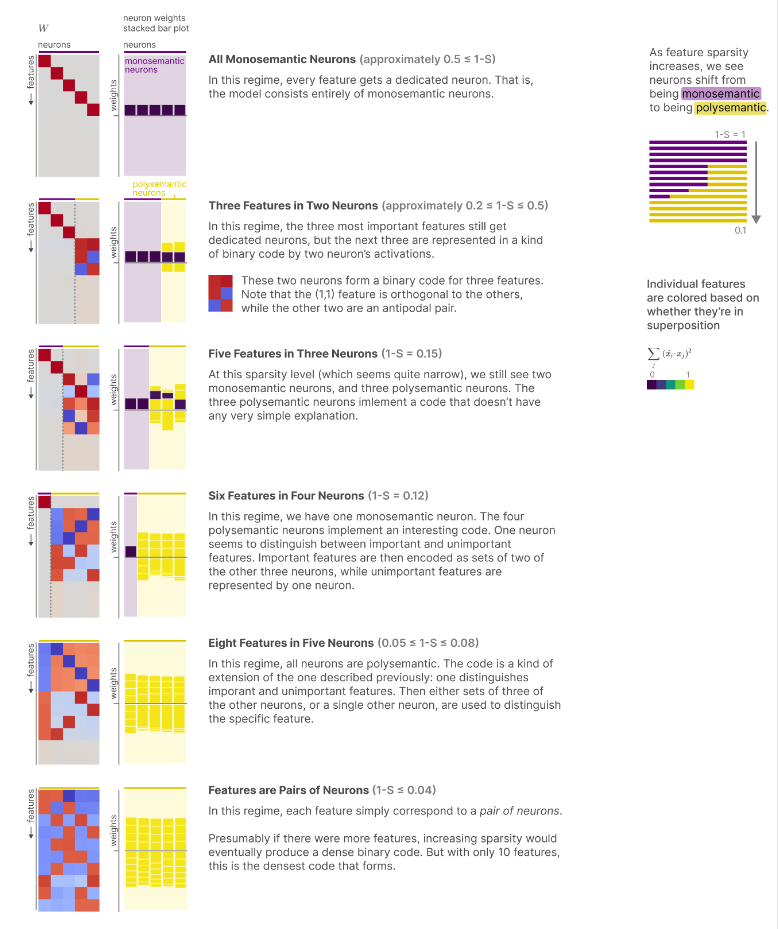 W
neuron weights
stacked bar plot
neurons
neurons
features
weights
monosemantic
neurons
All Monosemantic Neurons (approximately 0.5 ≤ 1-S)
In this regime, every feature gets a dedicated neuron. That is,
the model consists entirely of monosemantic neurons.
As feature sparsity
increases, we see
neurons shift from
being monosemantic
to being polysemantic.
1-S = 1
0.1
polysemantic
neurons
features
weights
Three Features in Two Neurons (approximately 0.2 ≤ 1-S ≤ 0.5)
In this regime, the three most important features still get
dedicated neurons, but the next three are represented in a kind
of binary code by two neuron's activations.
These two neurons form a binary code for three features.
Note that the (1,1) feature is orthogonal to the others,
while the other two are an antipodal pair.
Individual features
are colored based on
whether they're in
superposition
∑j (x̂i·xj)²
0 1
features
weights
Five Features in Three Neurons (1-S = 0.15)
At this sparsity level (which seems quite narrow), we still see two
monosemantic neurons, and three polysemantic neurons. The
three polysemantic neurons imlement a code that doesn't have
any very simple explanation.
features
weights
Six Features in Four Neurons (1-S = 0.12)
In this regime, we have one monosemantic neuron. The four
polysemantic neurons implement an interesting code. One neuron
seems to distinguish between important and unimportant
features. Important features are then encoded as sets of two of
the other three neurons, while unimportant features are
represented by one neuron.
features
weights
Eight Features in Five Neurons (0.05 ≤ 1-S ≤ 0.08)
In this regime, all neurons are polysemantic. The code is a kind of
extension of the one described previously: one distinguishes
imporant and unimportant features. Then either sets of three of
the other neurons, or a single other neuron, are used to distinguish
the specific feature.
features
weights
Features are Pairs of Neurons (1-S ≤ 0.04)
In this regime, each feature simply correspond to a pair of neurons.
Presumably if there were more features, increasing sparsity would
eventually produce a dense binary code. But with only 10 features,
this is the densest code that forms.